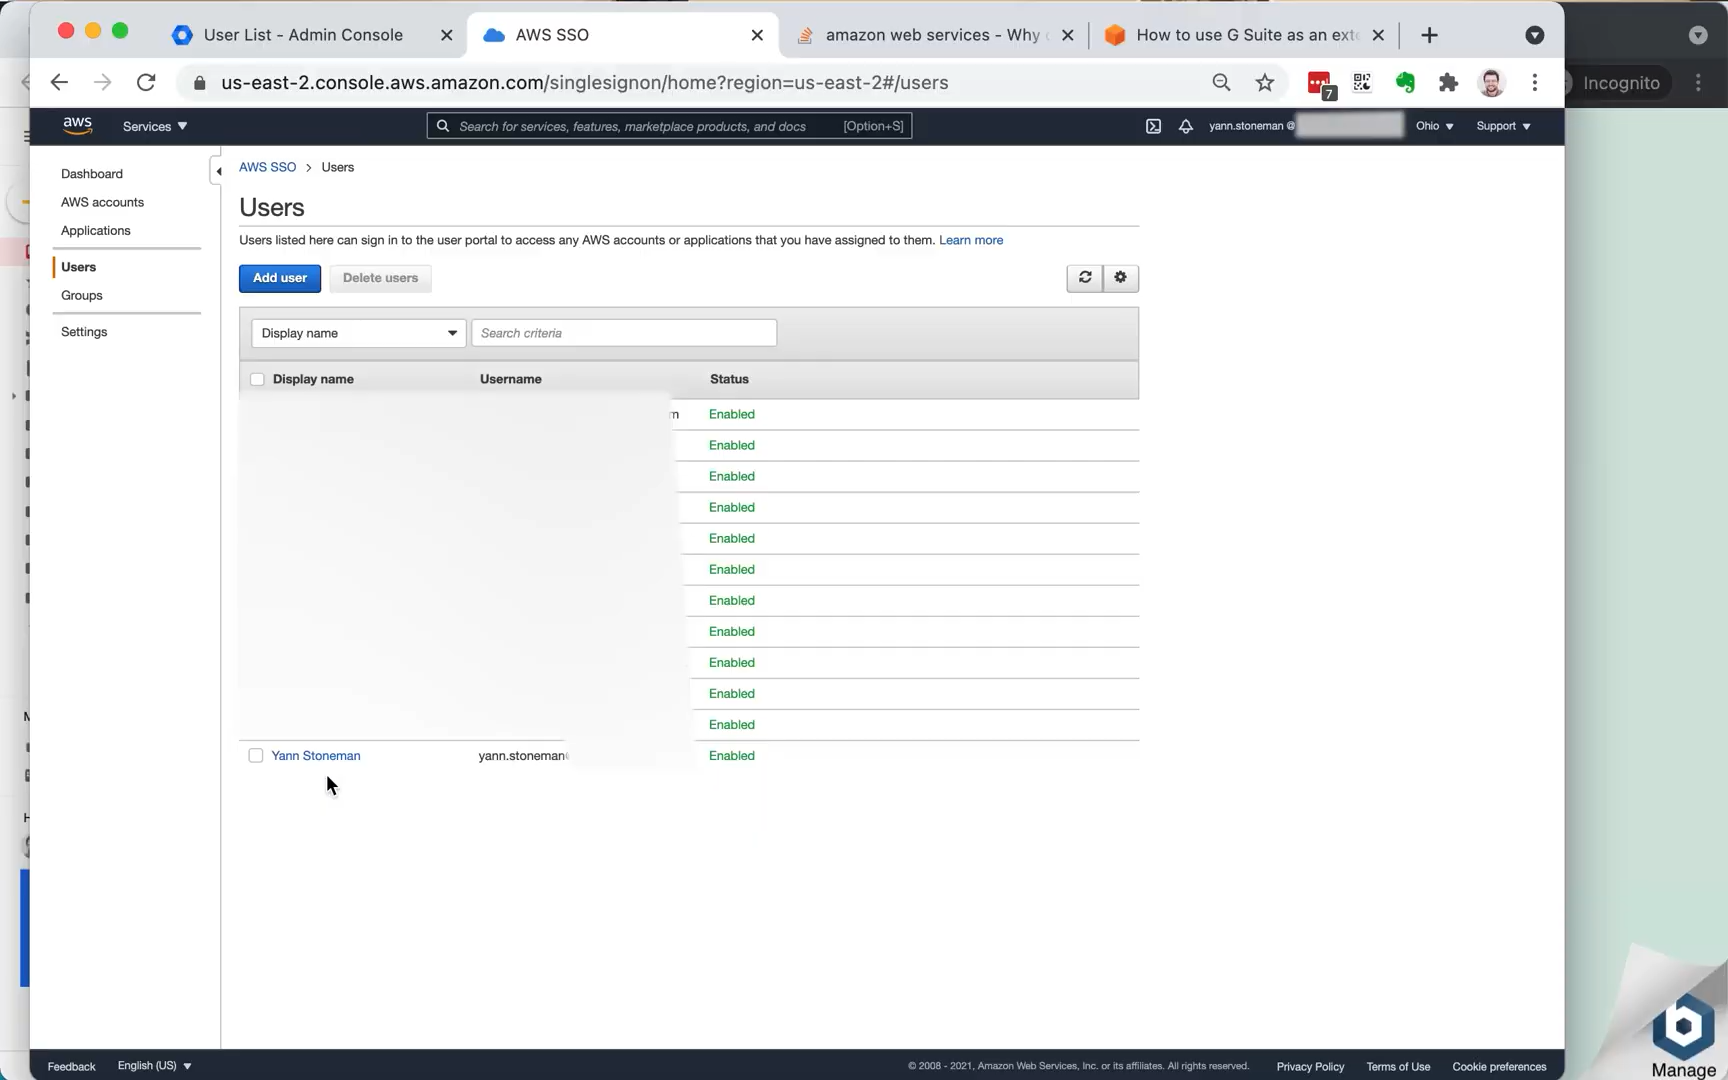 User List - Admin Console
AWS SSO
amazon web services - Why
How to use G Suite as an exte
us-east-2.console.aws.amazon.com/singlesignon/home?region=us-east-2#/users
7
Incognito
aws
Services
Search for services, features, marketplace products, and docs
[Option+S]
yann.stoneman @
Ohio
Support
Dashboard
AWS accounts
Applications
Users
Groups
Settings
AWS SSO > Users
Users
Users listed here can sign in to the user portal to access any AWS accounts or applications that you have assigned to them. Learn more
Add user
Delete users
Display name
Search criteria
Display name Username Status
m Enabled
Enabled
Enabled
Enabled
Enabled
Enabled
Enabled
Enabled
Enabled
Enabled
Enabled
Yann Stoneman yann.stoneman Enabled
Feedback
English (US)
© 2008 - 2021, Amazon Web Services, Inc. or its affiliates. All rights reserved.
Privacy Policy
Terms of Use
Cookie preferences
b
Manage